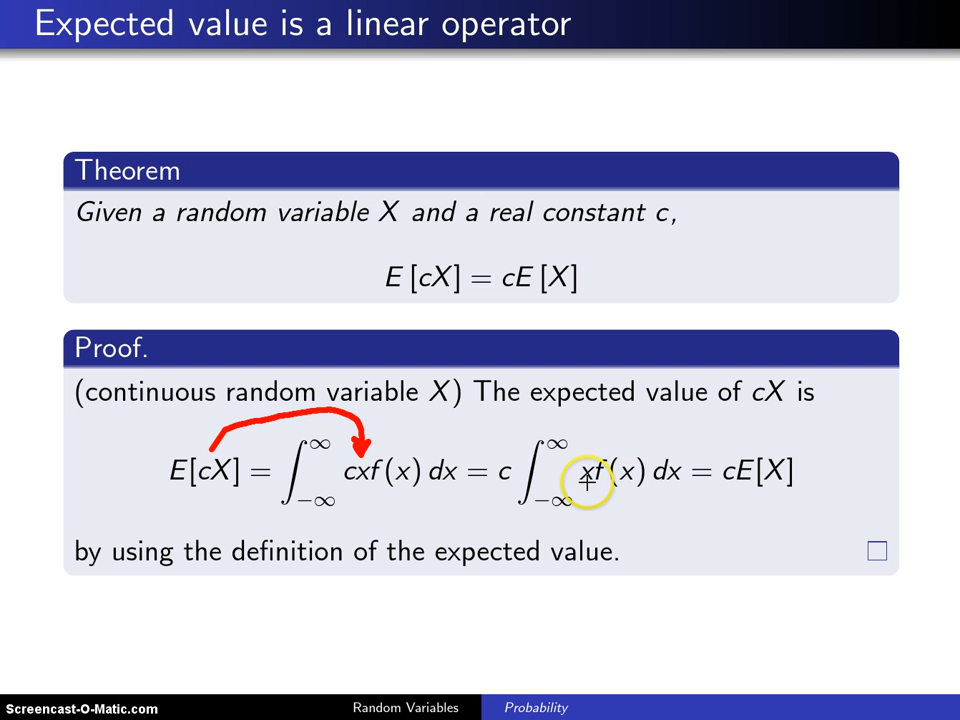 Expected value is a linear operator
Theorem
Given a random variable X and a real constant c,
E [cX] = cE [X]
Proof.
(continuous random variable X) The expected value of cX is
E[cX] = ∫_{−∞}^{∞} cxf(x) dx = c ∫_{−∞}^{∞} xf(x) dx = cE[X]
by using the definition of the expected value. □
Screencast-O-Matic.com Random Variables Probability